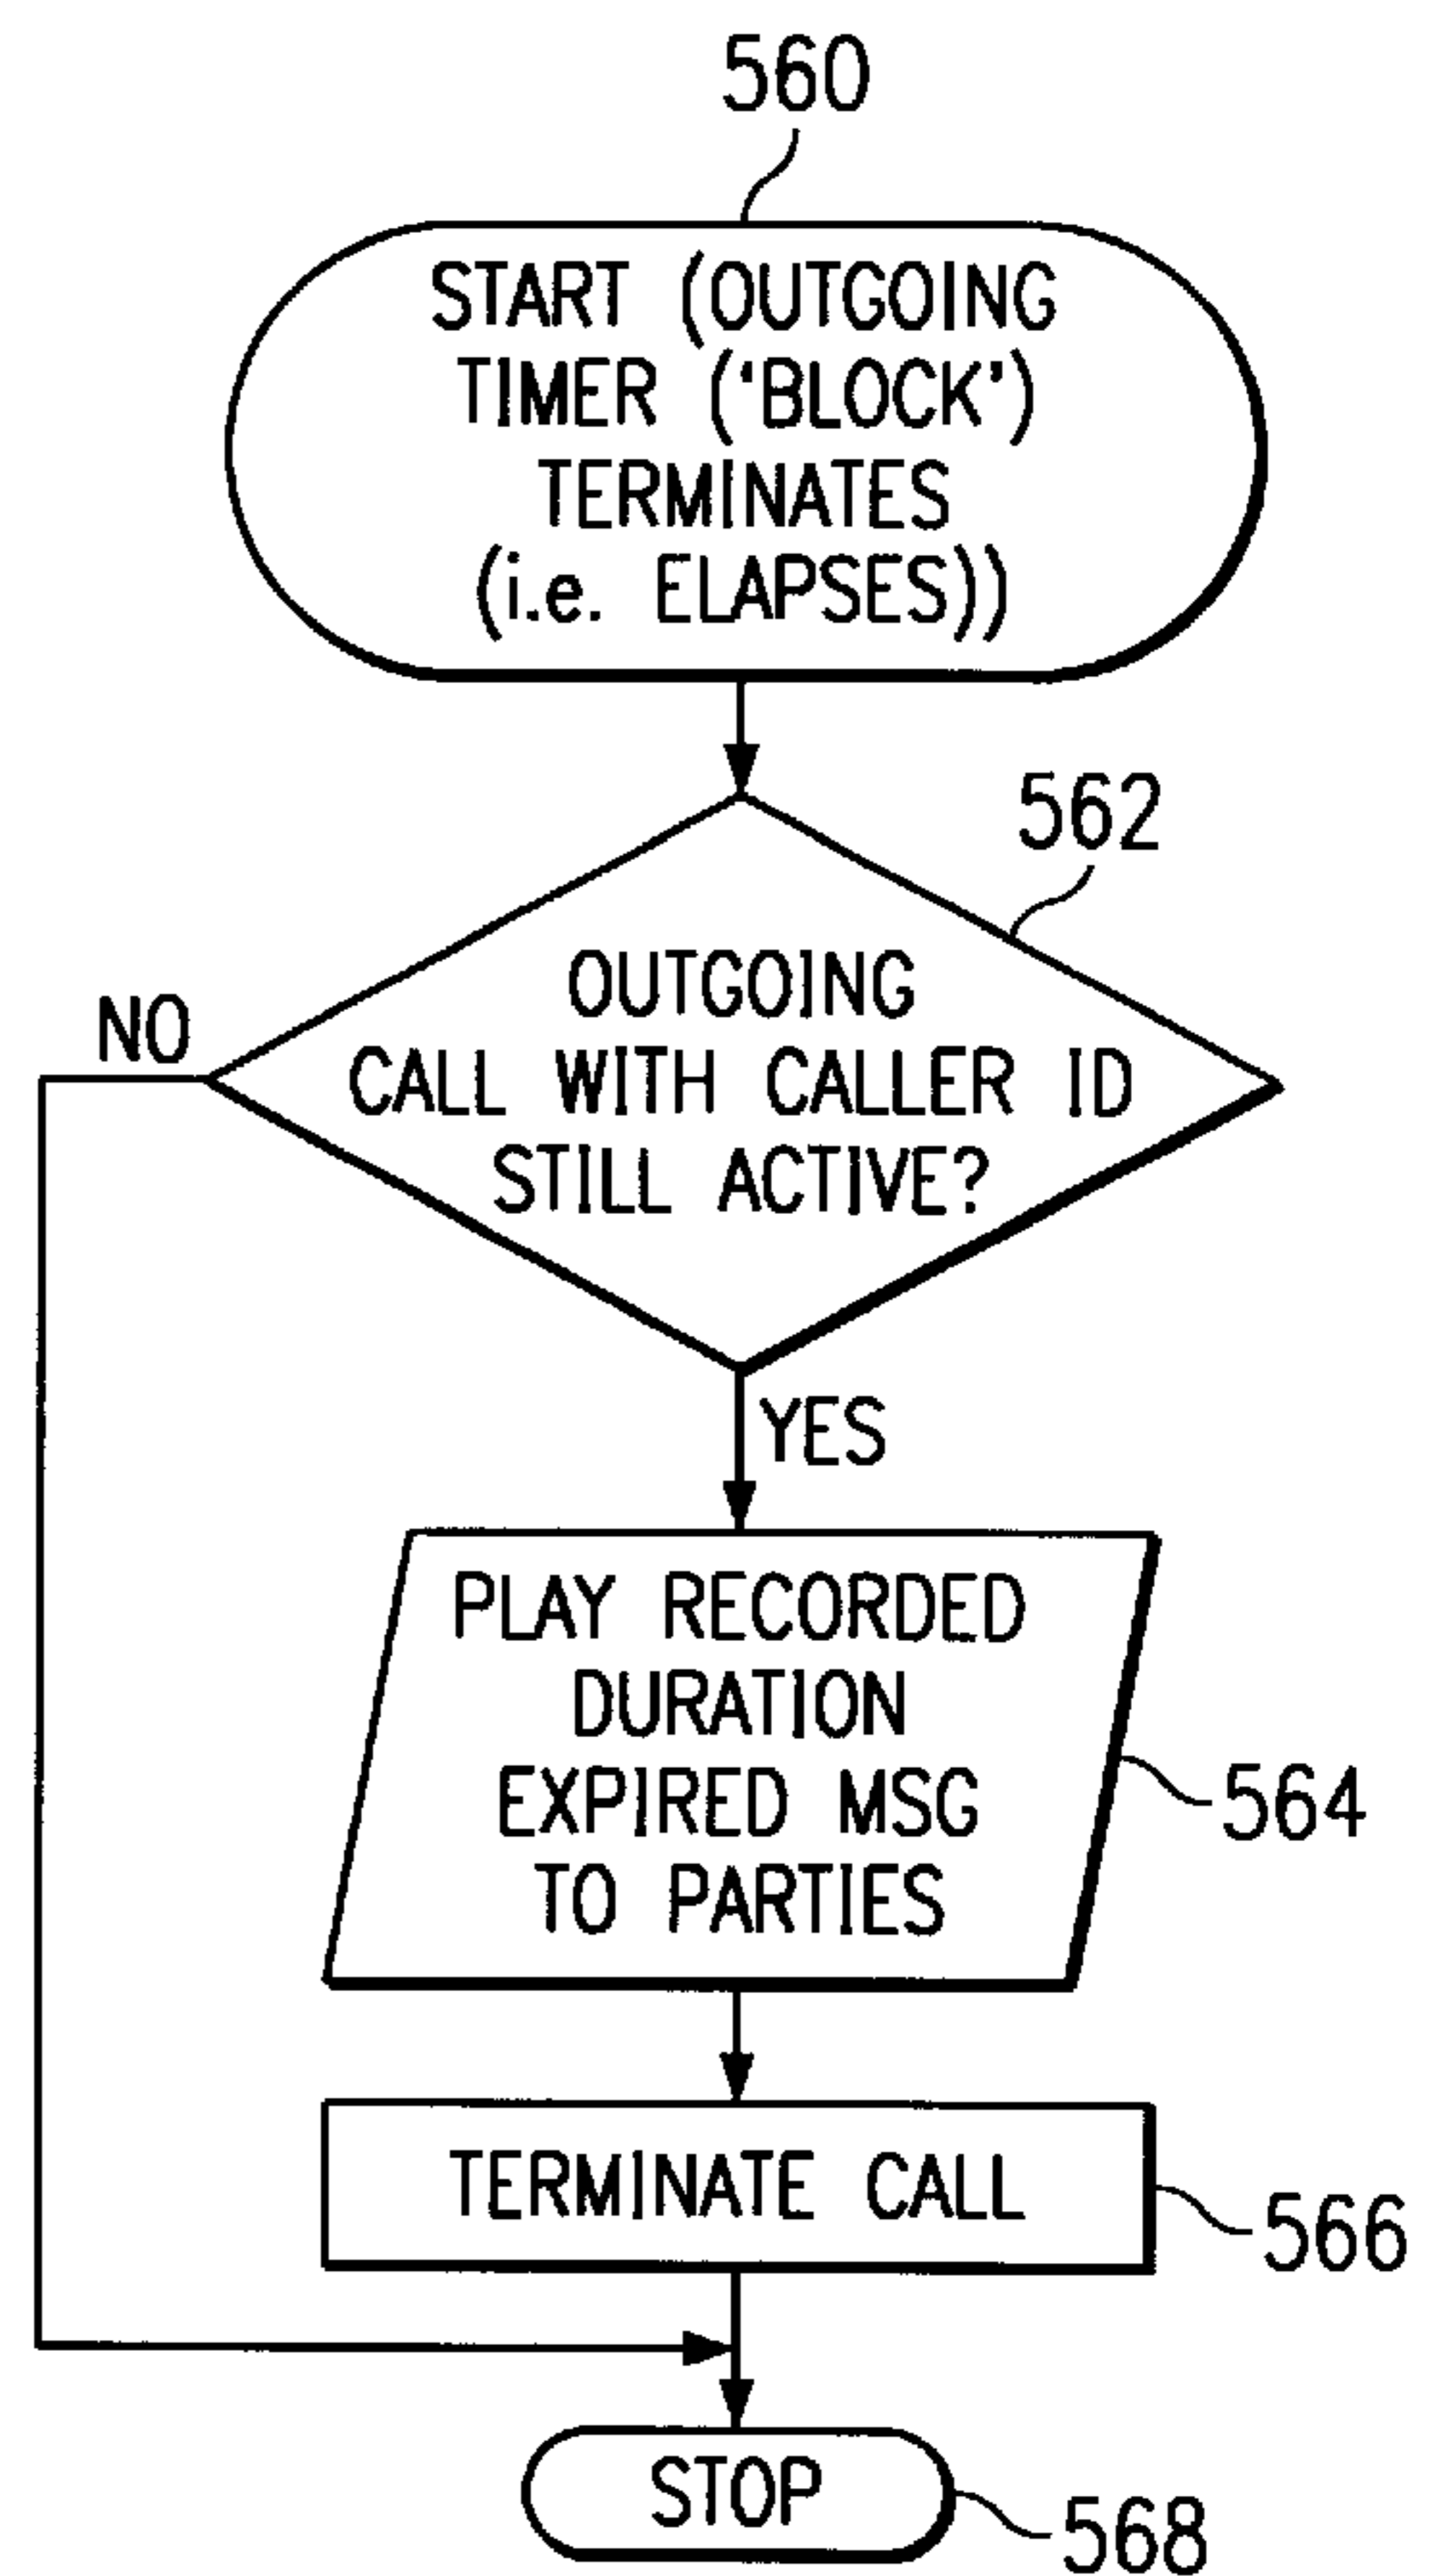 560
START (OUTGOING
TIMER (‘BLOCK’)
TERMINATES
(i.e. ELAPSES))
562
OUTGOING
CALL WITH CALLER ID
STILL ACTIVE?
NO
YES
PLAY RECORDED
DURATION
EXPIRED MSG
TO PARTIES
564
TERMINATE CALL
566
STOP
568